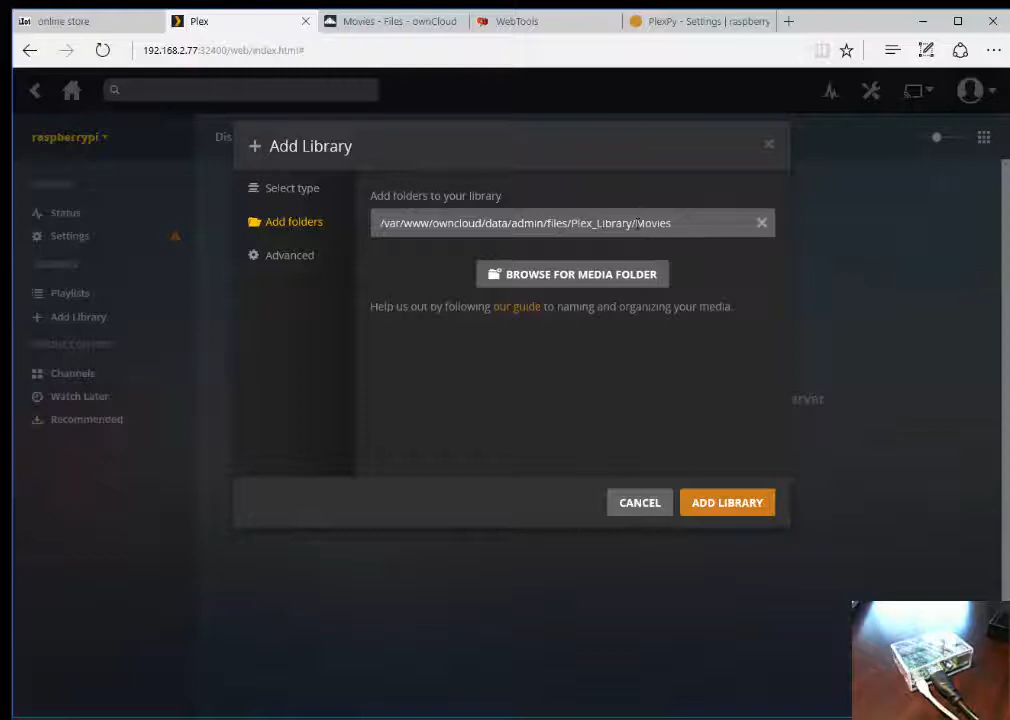 online store
Plex
Movies - Files - ownCloud
WebTools
PlexPy - Settings | raspberry
192.168.2.77:32400/web/index.html#
raspberrypi
Dis
Add Library
Select type
Add folders to your library
Status
Add folders
/var/www/owncloud/data/admin/files/Plex_Library/Movies
Settings
Advanced
BROWSE FOR MEDIA FOLDER
Playlists
Help us out by following our guide to naming and organizing your media.
Add Library
Channels
Watch Later
erver
Recommended
CANCEL
ADD LIBRARY